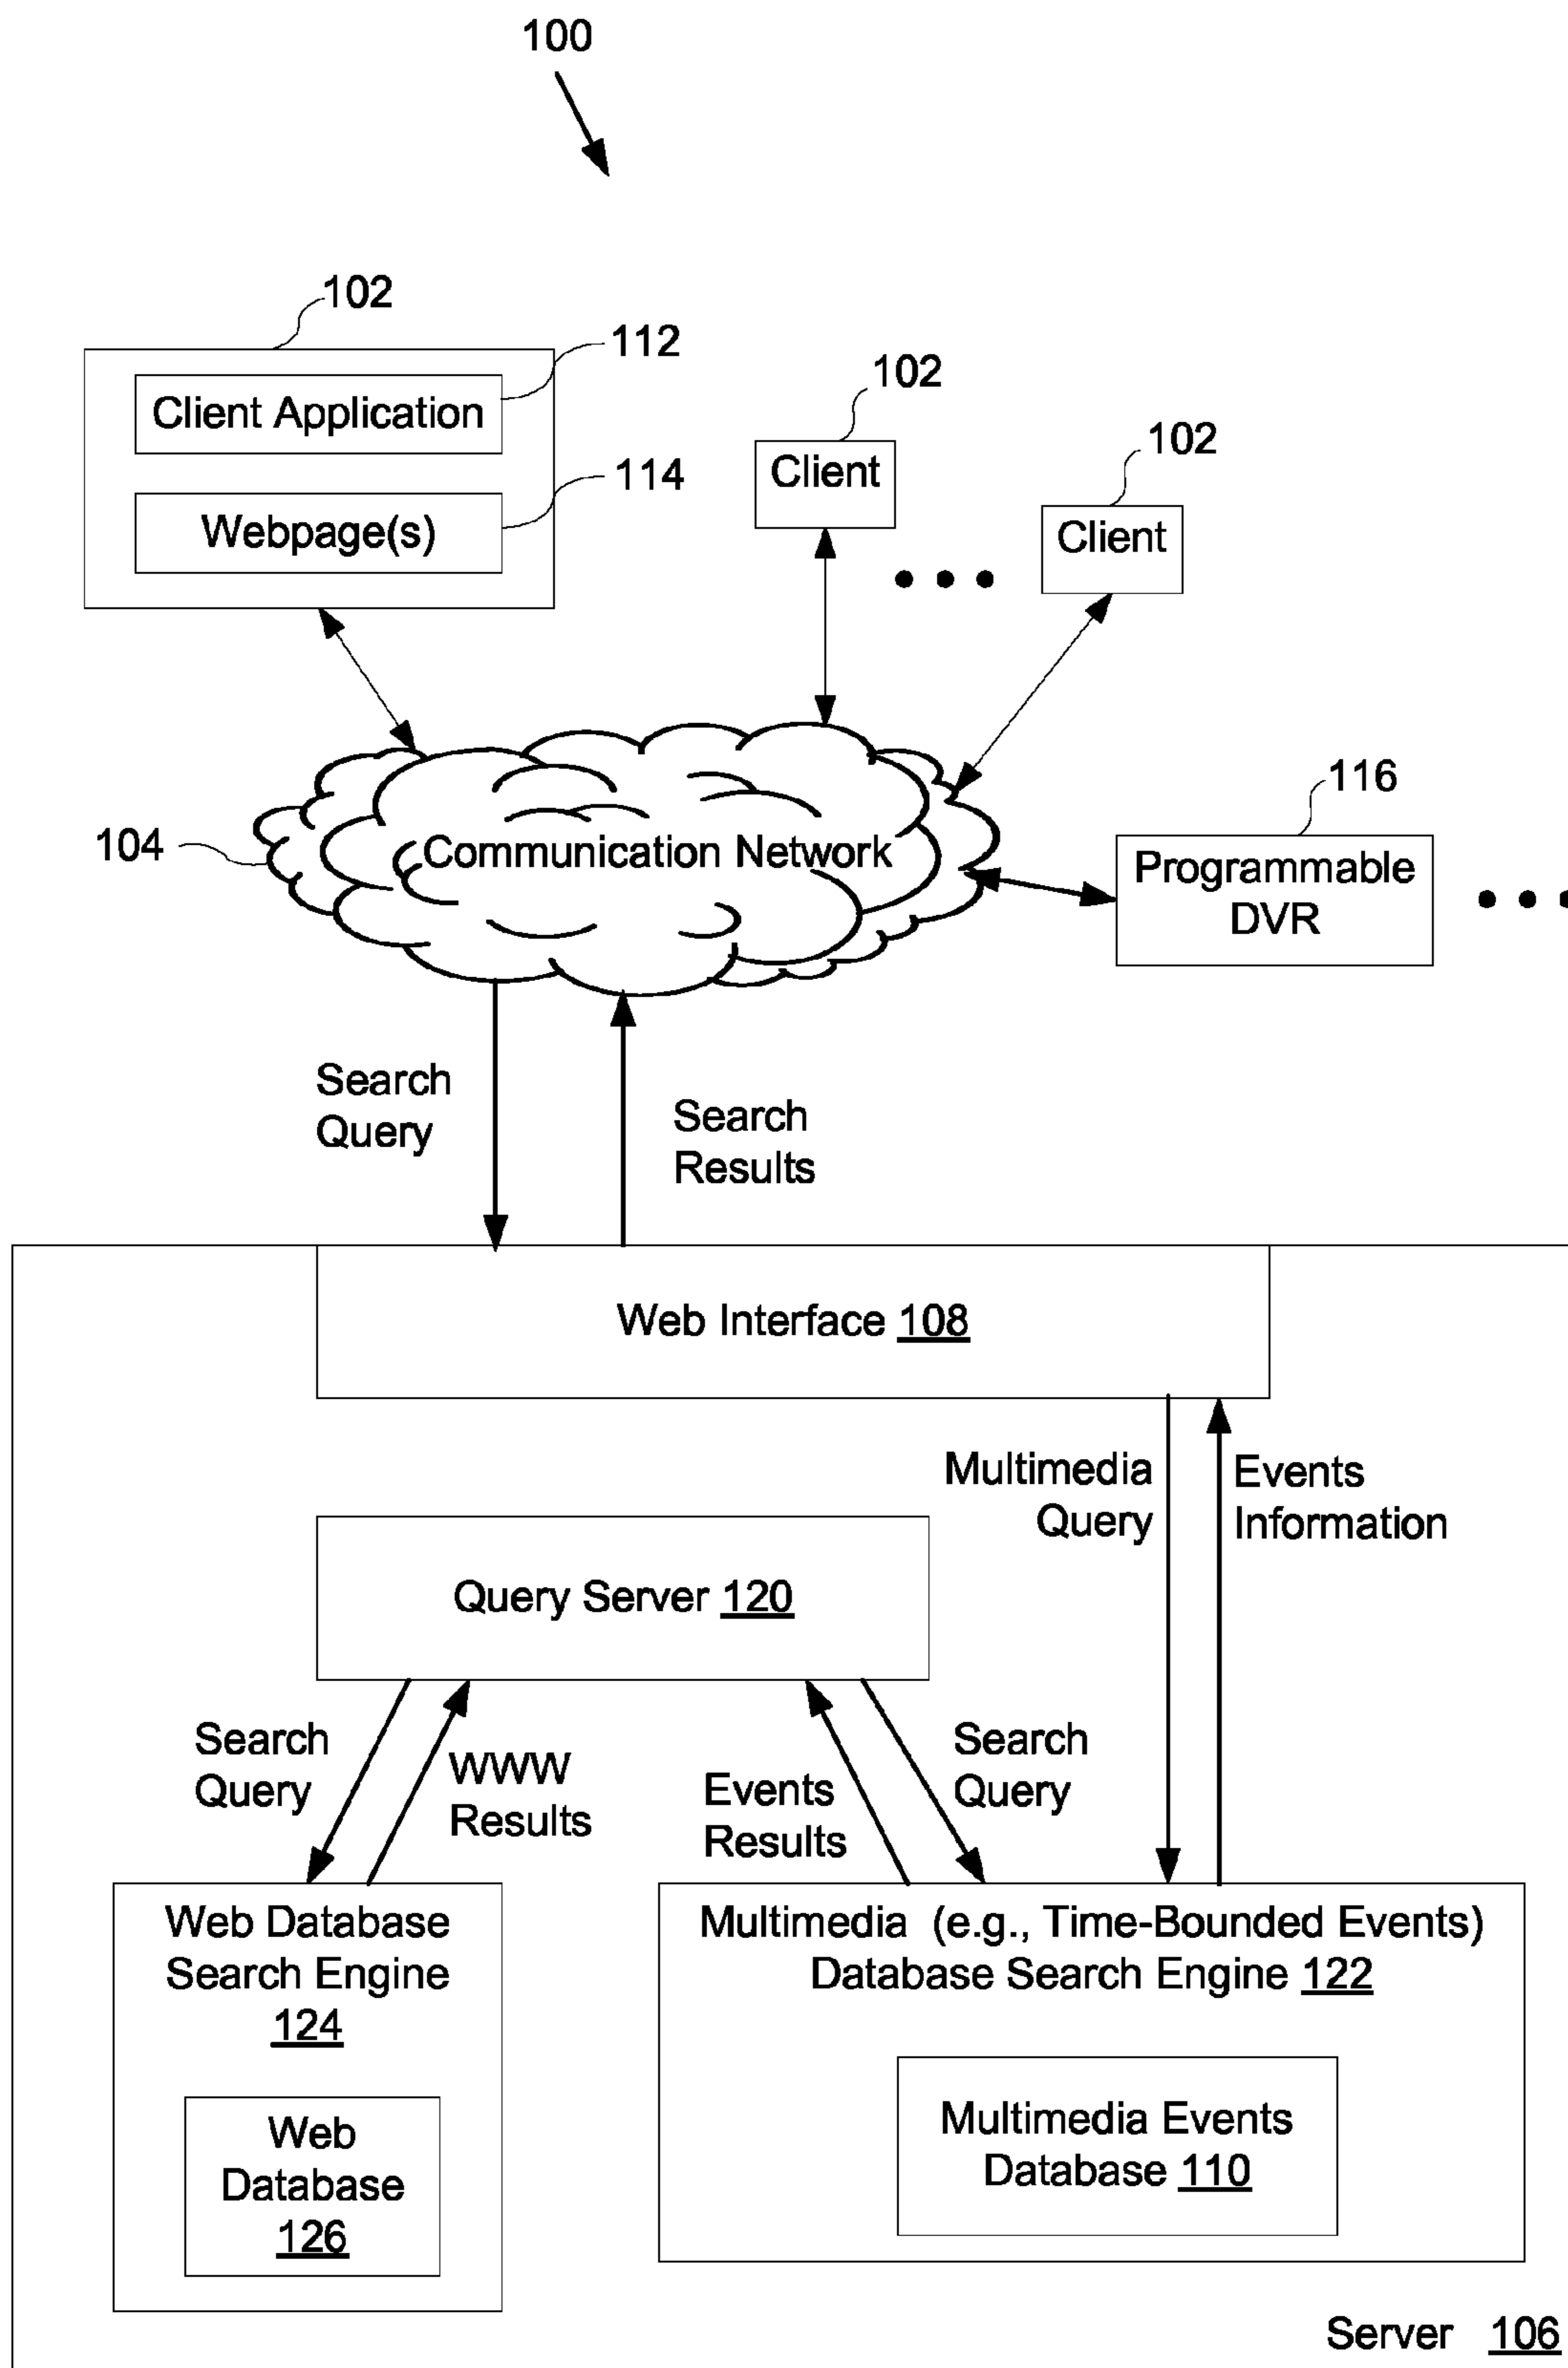 100
102
112
Client Application
114
Webpage(s)
102
Client
102
Client
104
Communication Network
116
Programmable
DVR
Search
Query
Search
Results
Web Interface 108
Multimedia
Query
Events
Information
Query Server 120
Search
Query
WWW
Results
Events
Results
Search
Query
Web Database
Search Engine
124
Web
Database
126
Multimedia (e.g., Time-Bounded Events)
Database Search Engine 122
Multimedia Events
Database 110
Server 106